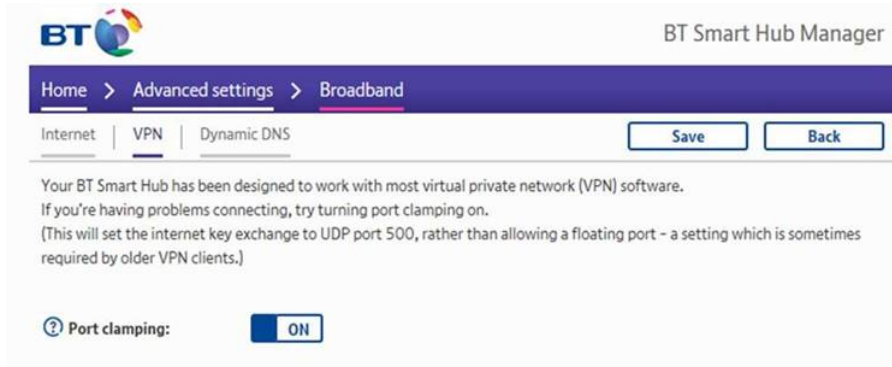 BT
BT Smart Hub Manager
Home > Advanced settings > Broadband
Internet | VPN | Dynamic DNS
Save
Back
Your BT Smart Hub has been designed to work with most virtual private network (VPN) software.
If you're having problems connecting, try turning port clamping on.
(This will set the internet key exchange to UDP port 500, rather than allowing a floating port – a setting which is sometimes
required by older VPN clients.)
? Port clamping:
ON